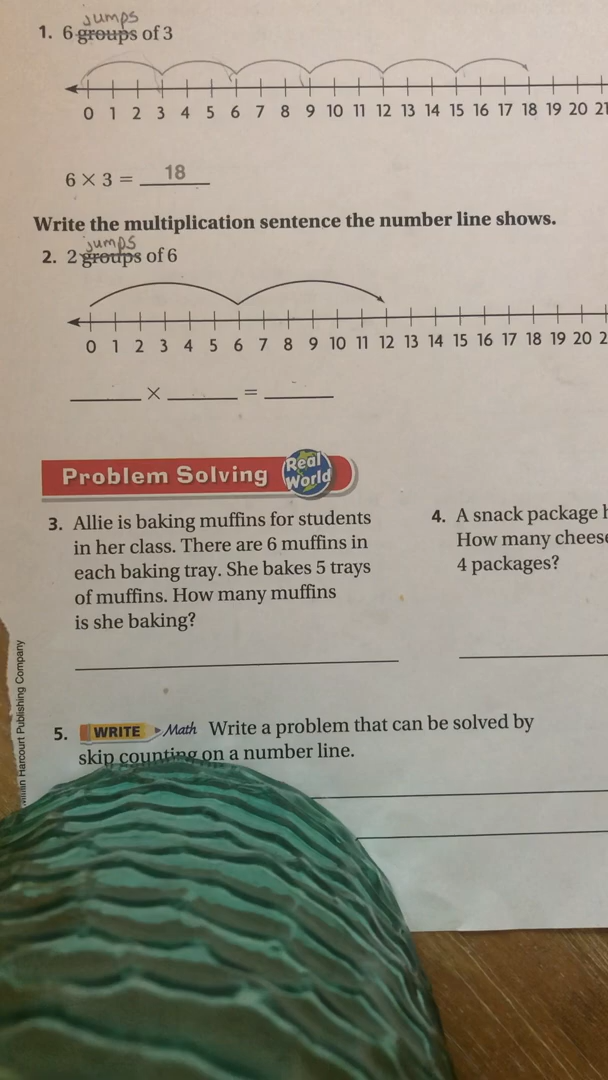 jumps
1. 6 groups of 3
0 1 2 3 4 5 6 7 8 9 10 11 12 13 14 15 16 17 18 19 20 21
6 × 3 = 18
Write the multiplication sentence the number line shows.
jumps
2. 2 groups of 6
0 1 2 3 4 5 6 7 8 9 10 11 12 13 14 15 16 17 18 19 20 2
× =
Problem Solving Real World
3. Allie is baking muffins for students
in her class. There are 6 muffins in
each baking tray. She bakes 5 trays
of muffins. How many muffins
is she baking?
4. A snack package h
How many cheese
4 packages?
5. WRITE Math Write a problem that can be solved by
skip counting on a number line.
Harcourt Publishing Company